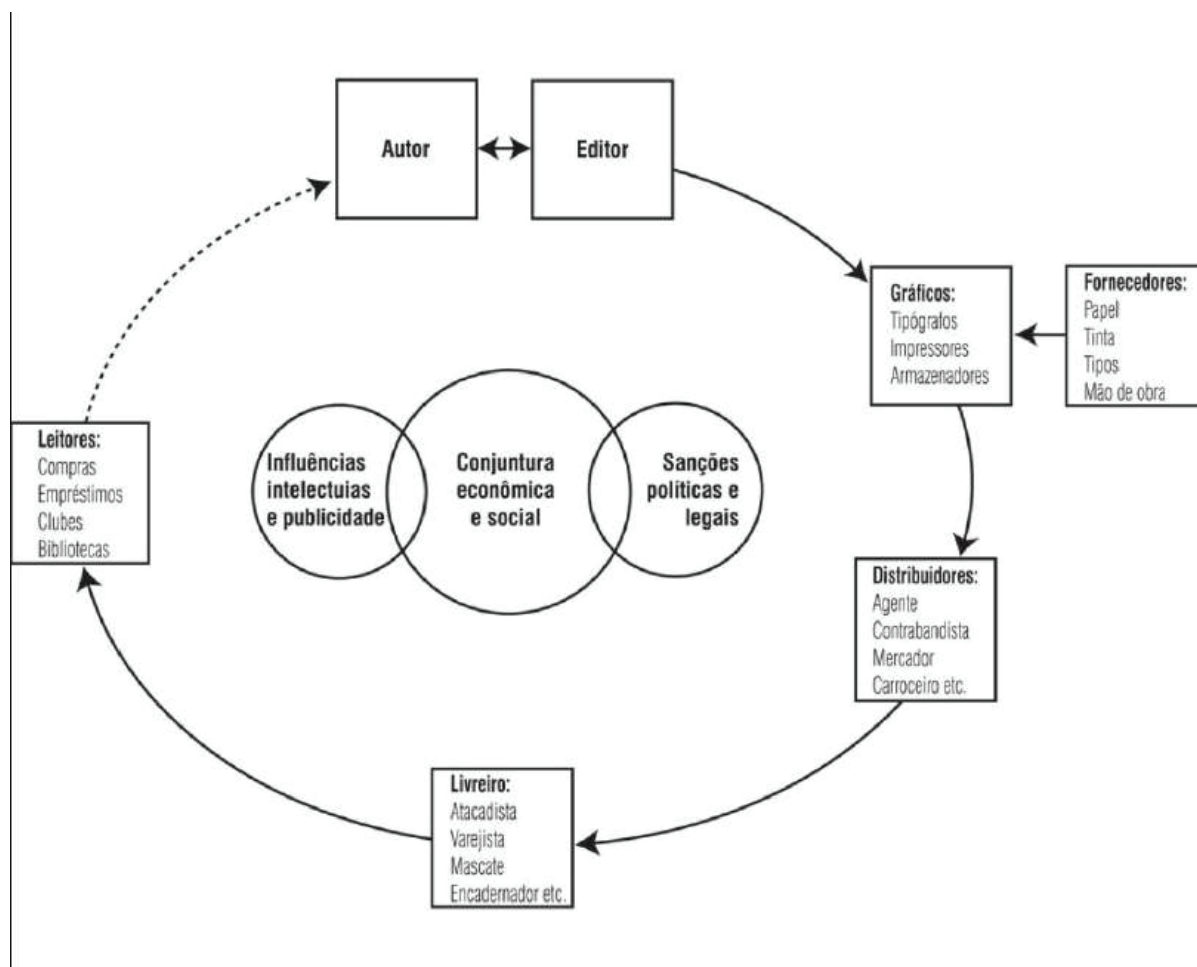 Autor
Editor
Gráficos:
Tipógrafos
Impressores
Armazenadores
Fornecedores:
Papel
Tinta
Tipos
Mão de obra
Leitores:
Compras
Empréstimos
Clubes
Bibliotecas
Influências
intelectuias
e publicidade
Conjuntura
econômica
e social
Sanções
políticas e
legais
Distribuidores:
Agente
Contrabandista
Mercador
Carroceiro etc.
Livreiro:
Atacadista
Varejista
Mascate
Encadernador etc.